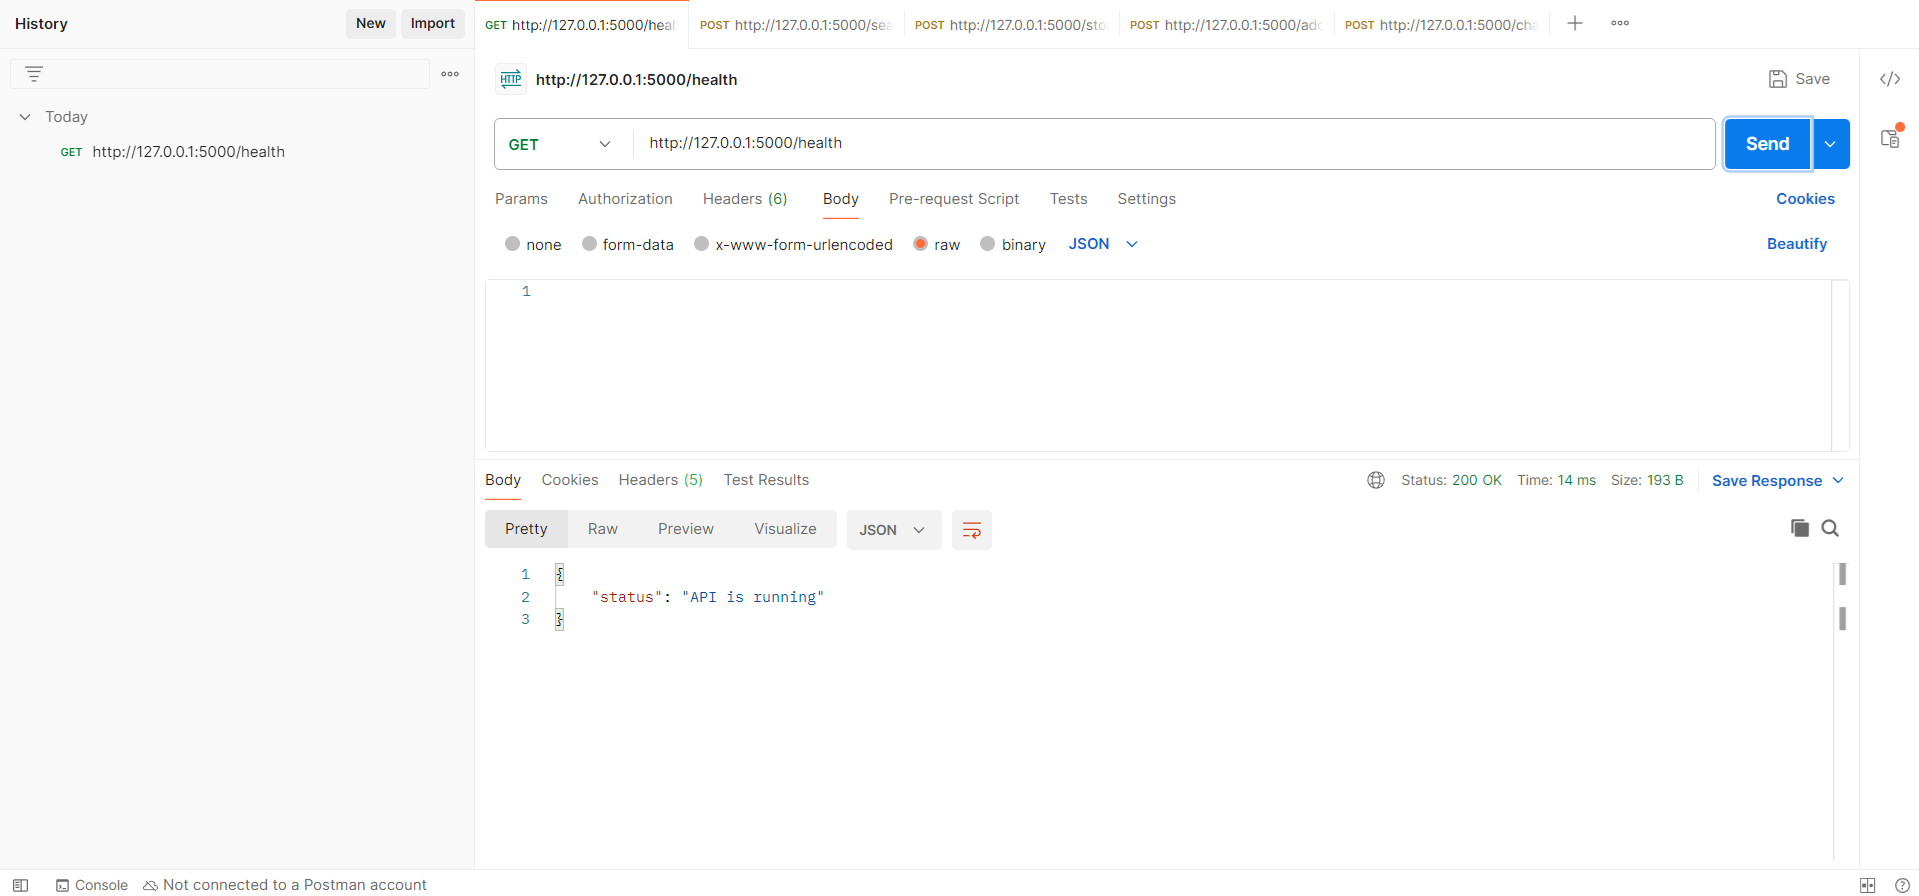 History
New
Import
GET http://127.0.0.1:5000/heal
POST http://127.0.0.1:5000/sea
POST http://127.0.0.1:5000/sto
POST http://127.0.0.1:5000/add
POST http://127.0.0.1:5000/cha
Today
GET http://127.0.0.1:5000/health
HTTP http://127.0.0.1:5000/health
Save
GET http://127.0.0.1:5000/health
Send
Params Authorization Headers (6) Body Pre-request Script Tests Settings Cookies
none form-data x-www-form-urlencoded raw binary JSON Beautify
1
Body Cookies Headers (5) Test Results Status: 200 OK Time: 14 ms Size: 193 B Save Response
Pretty Raw Preview Visualize JSON
1 {
2 "status": "API is running"
3 }
Console Not connected to a Postman account